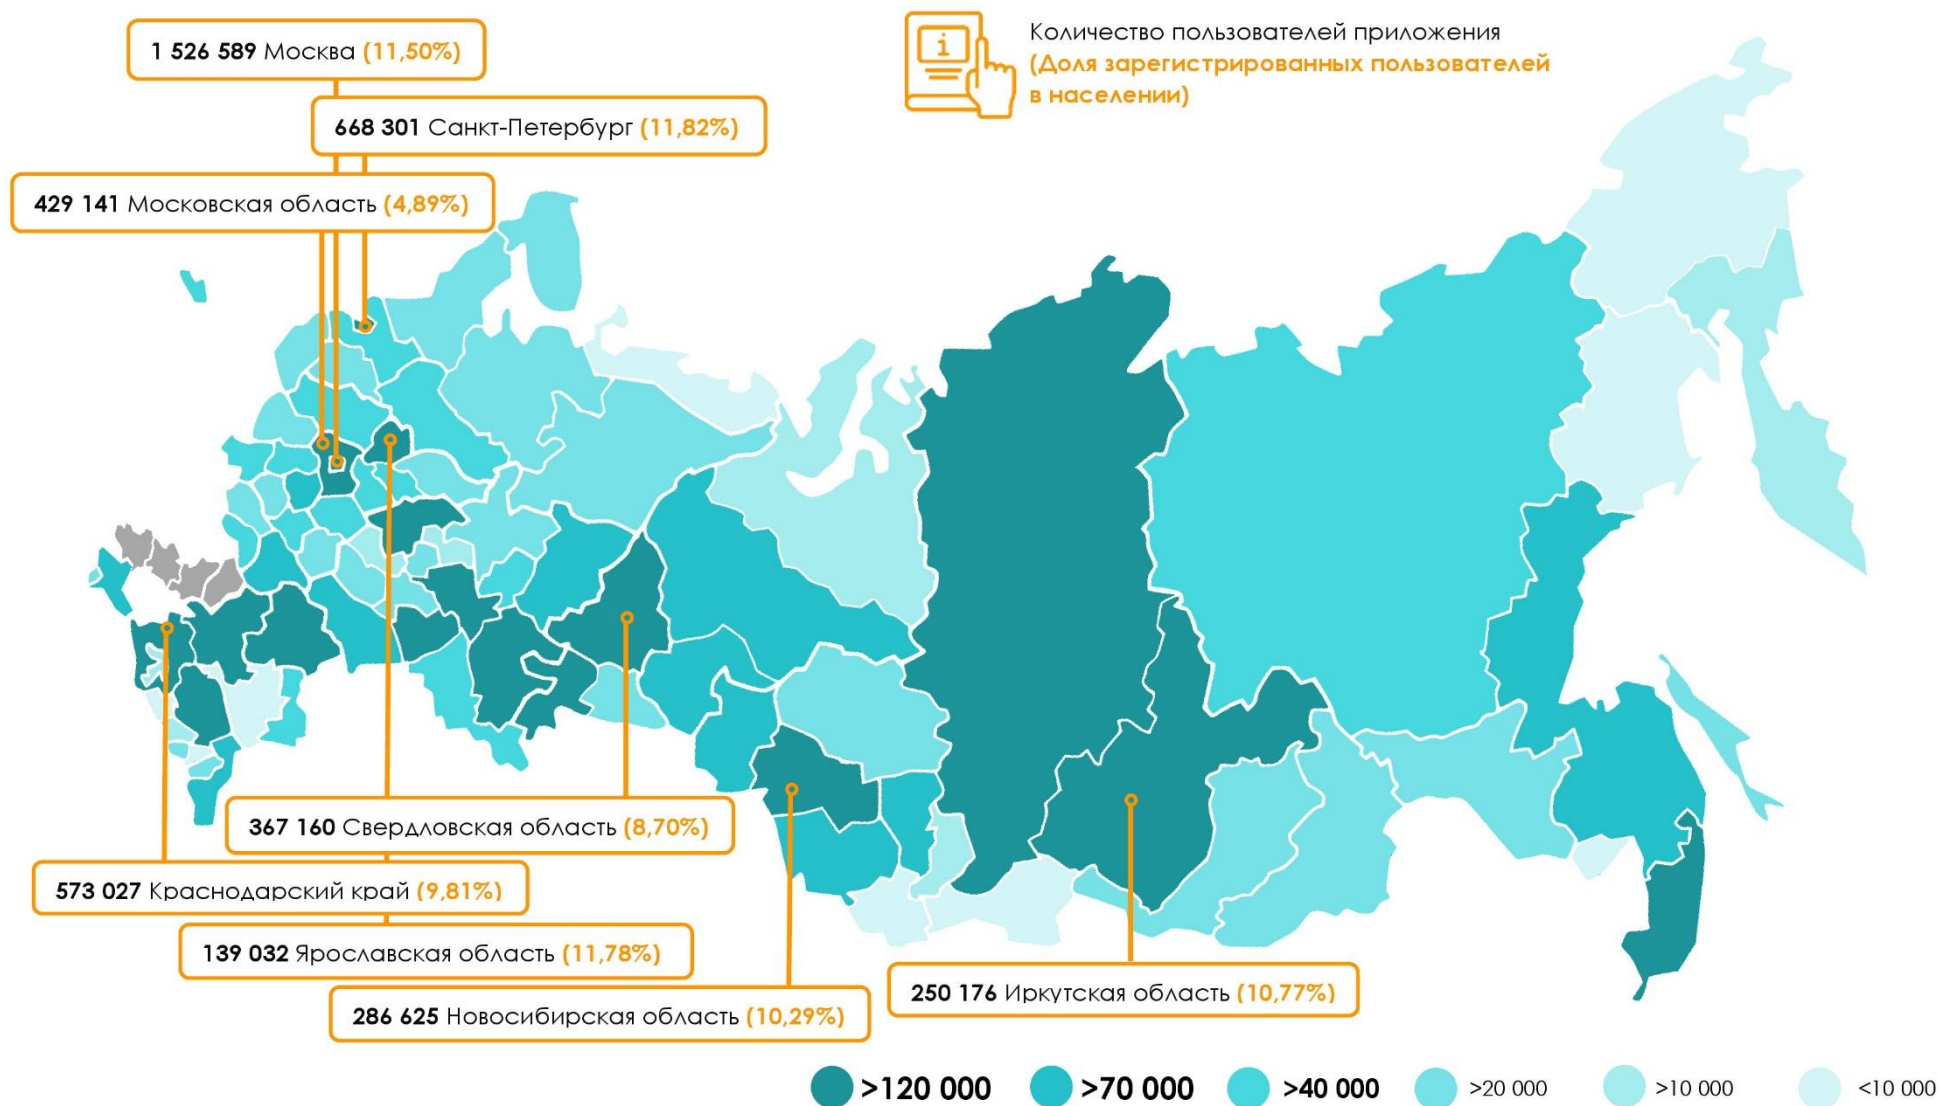 1 526 589 Москва (11,50%)
Количество пользователей приложения
(Доля зарегистрированных пользователей
в населении)
i
668 301 Санкт-Петербург (11,82%)
429 141 Московская область (4,89%)
367 160 Свердловская область (8,70%)
573 027 Краснодарский край (9,81%)
139 032 Ярославская область (11,78%)
250 176 Иркутская область (10,77%)
286 625 Новосибирская область (10,29%)
>120 000 >70 000 >40 000 >20 000 >10 000 <10 000